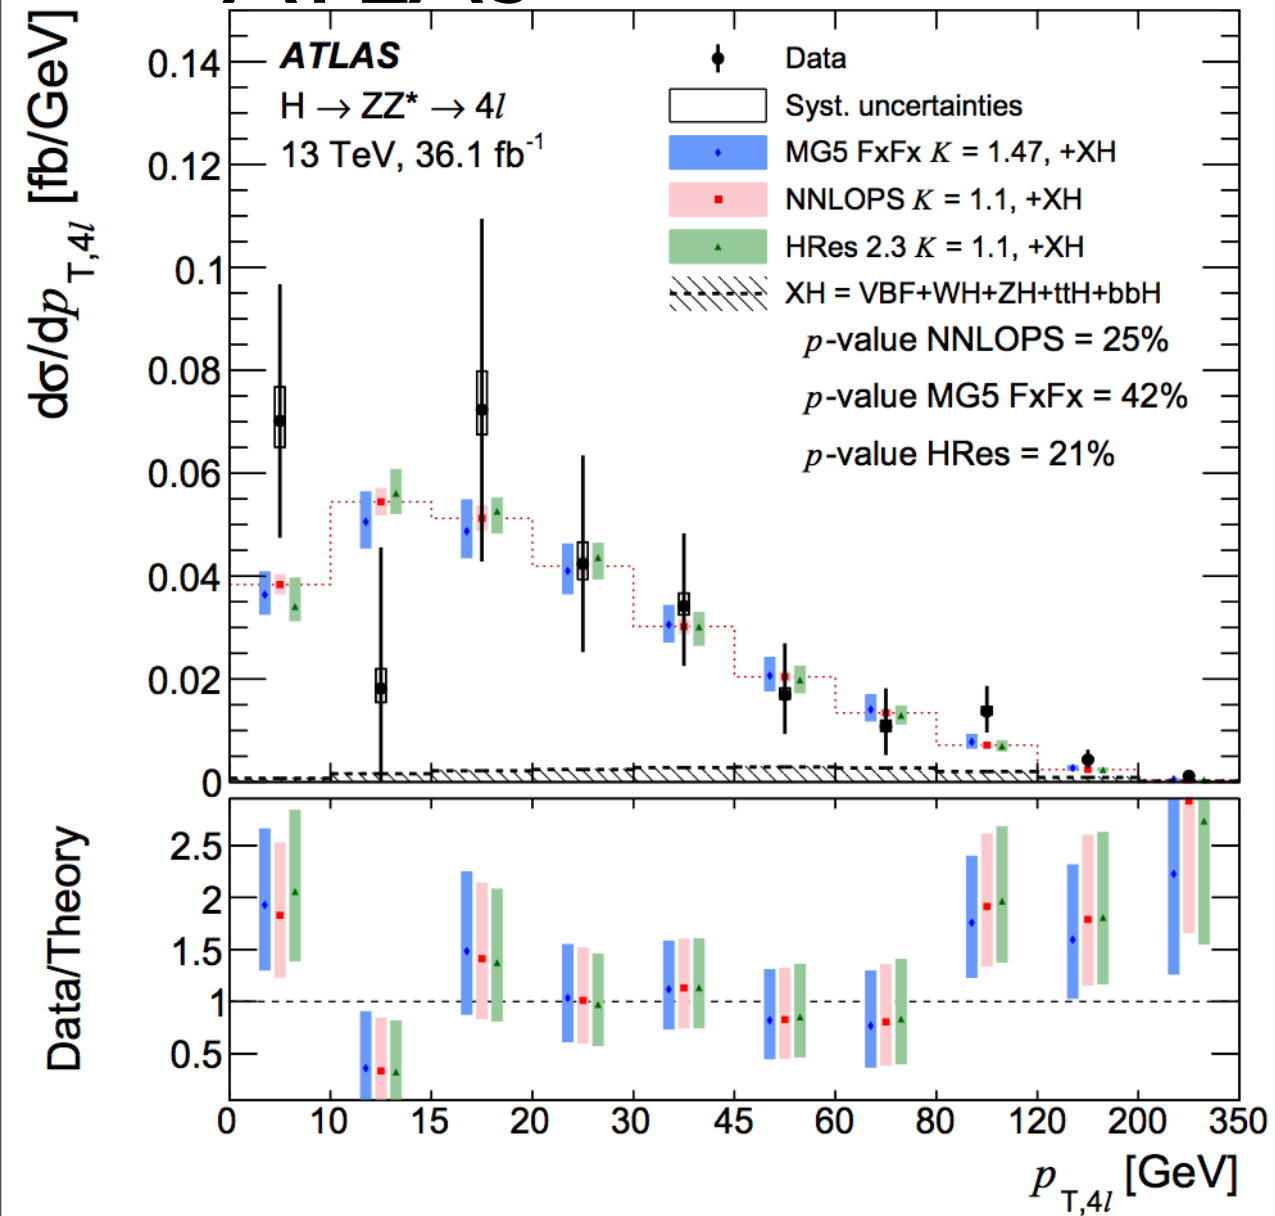 ATLAS
dσ/dp_T,4l [fb/GeV]
0.14
0.12
0.1
0.08
0.06
0.04
0.02
0
ATLAS
H → ZZ* → 4l
13 TeV, 36.1 fb⁻¹
Data
Syst. uncertainties
MG5 FxFx K = 1.47, +XH
NNLOPS K = 1.1, +XH
HRes 2.3 K = 1.1, +XH
XH = VBF+WH+ZH+ttH+bbH
p-value NNLOPS = 25%
p-value MG5 FxFx = 42%
p-value HRes = 21%
Data/Theory
2.5
2
1.5
1
0.5
0 10 15 20 30 45 60 80 120 200 350
p_T,4l [GeV]